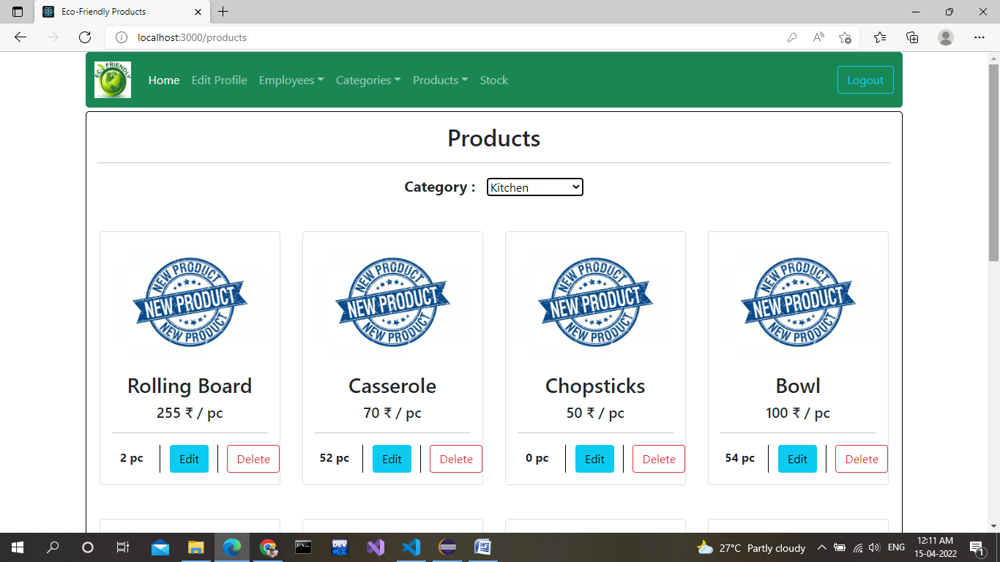 Eco-Friendly Products
localhost:3000/products
ECO FRIENDLY
Home Edit Profile Employees Categories Products Stock Logout
Products
Category : Kitchen
NEW PRODUCT NEW PRODUCT NEW PRODUCT
NEW PRODUCT NEW PRODUCT NEW PRODUCT
NEW PRODUCT NEW PRODUCT NEW PRODUCT
NEW PRODUCT NEW PRODUCT NEW PRODUCT
Rolling Board Casserole Chopsticks Bowl
255 ₹ / pc 70 ₹ / pc 50 ₹ / pc 100 ₹ / pc
2 pc Edit Delete 52 pc Edit Delete 0 pc Edit Delete 54 pc Edit Delete
DEV
27°C Partly cloudy ENG 12:11 AM
15-04-2022 1